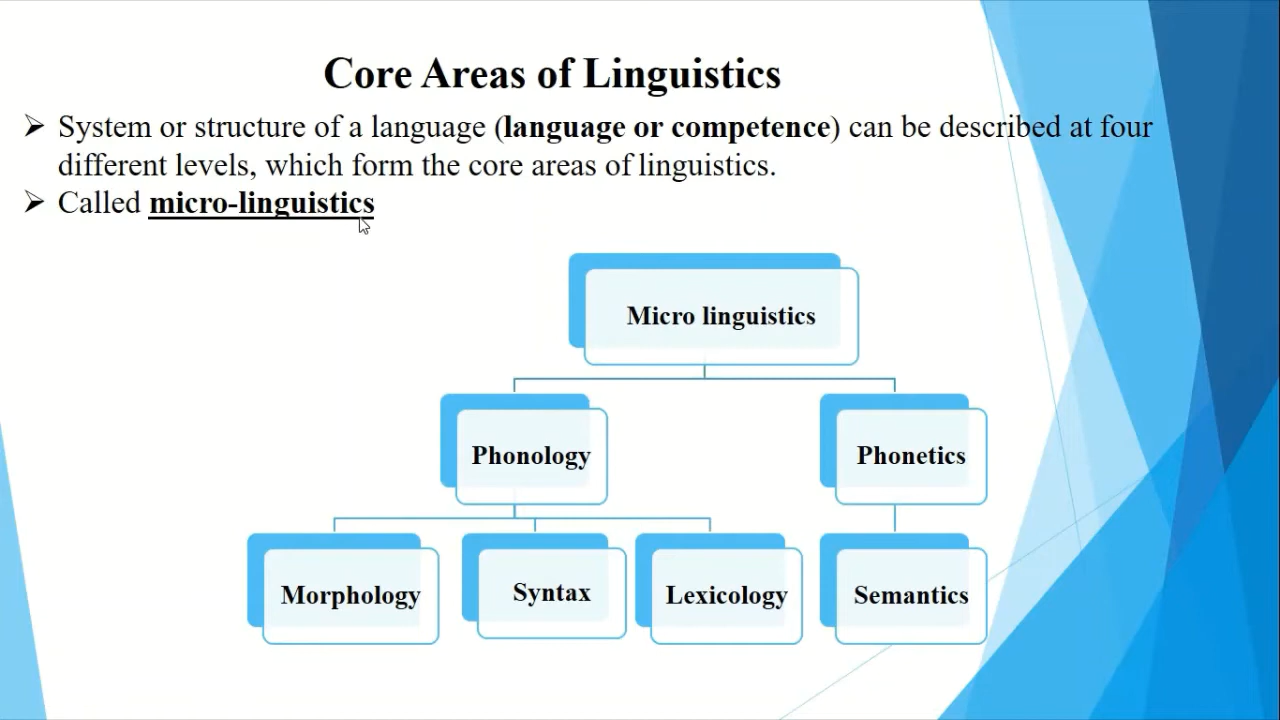 Core Areas of Linguistics
➢ System or structure of a language (language or competence) can be described at four
different levels, which form the core areas of linguistics.
➢ Called micro-linguistics
Micro linguistics
Phonology
Phonetics
Morphology
Syntax
Lexicology
Semantics